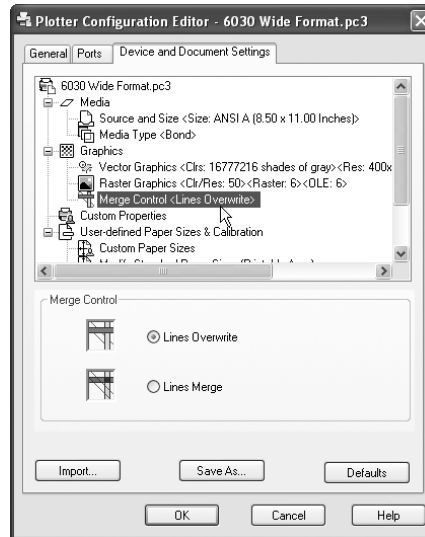 Plotter Configuration Editor - 6030 Wide Format.pc3
General Ports Device and Document Settings
6030 Wide Format.pc3
Media
Source and Size <Size: ANSI A (8.50 x 11.00 Inches)>
Media Type <Bond>
Graphics
Vector Graphics <Clrs: 16777216 shades of gray><Res: 400x
Raster Graphics <Clr/Res: 50><Raster: 6><OLE: 6>
Merge Control <Lines Overwrite>
Custom Properties
User-defined Paper Sizes & Calibration
Custom Paper Sizes
Merge Control
Lines Overwrite
Lines Merge
Import... Save As... Defaults
OK Cancel Help